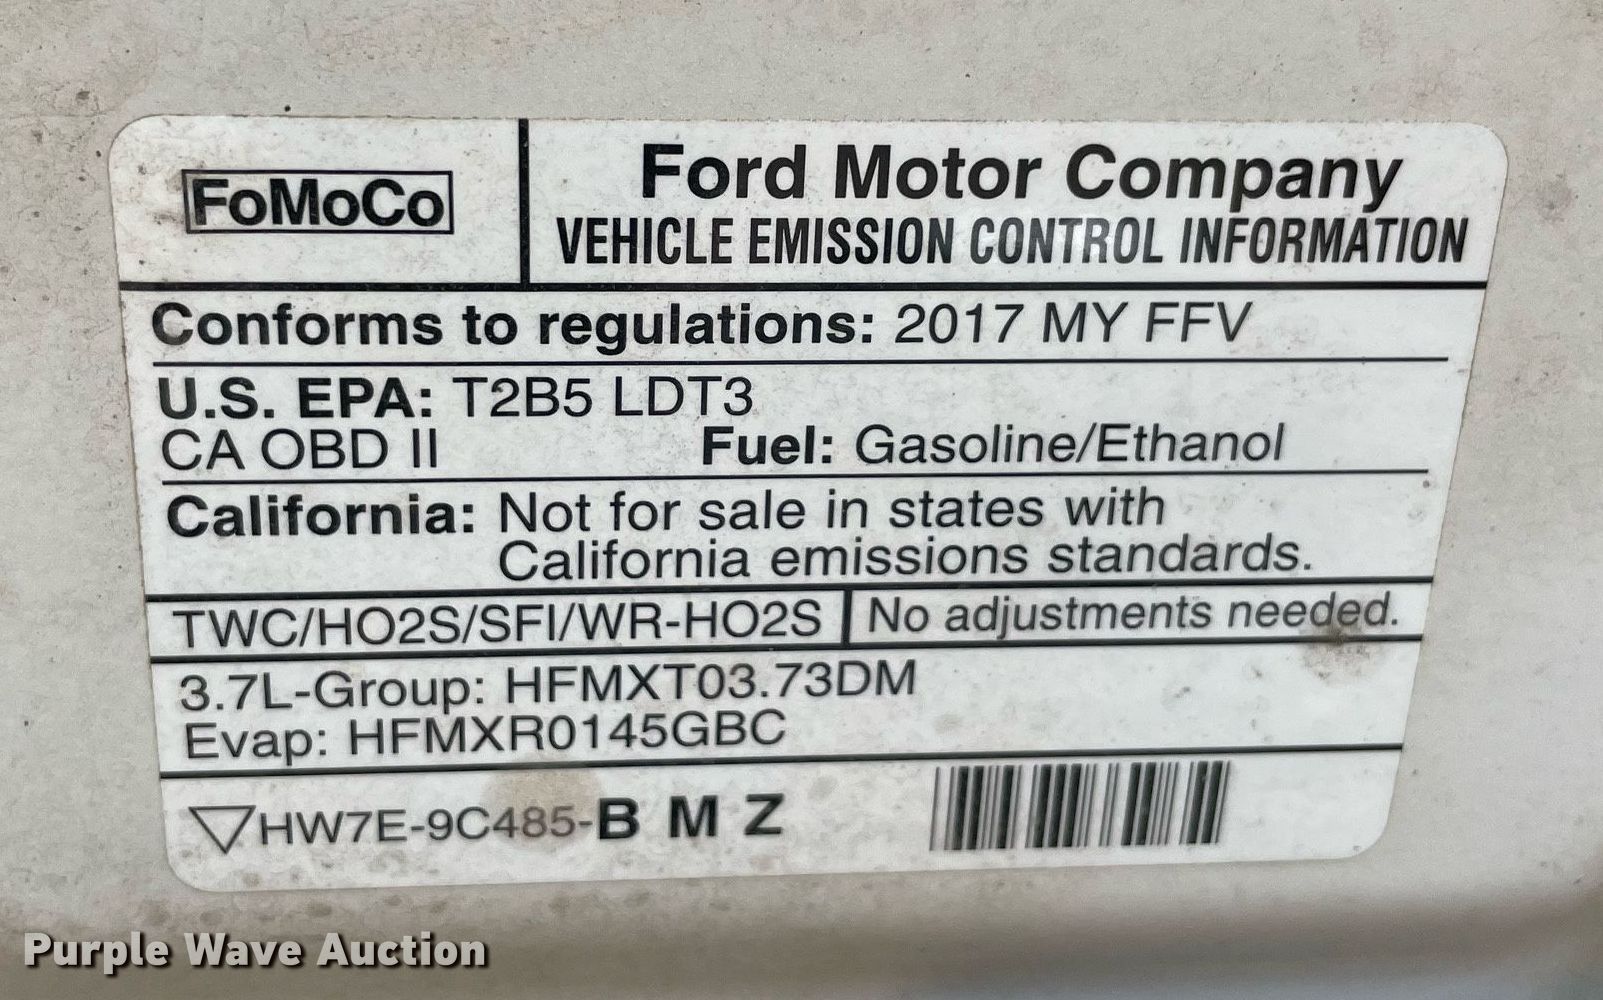 FoMoCo
Ford Motor Company
VEHICLE EMISSION CONTROL INFORMATION
Conforms to regulations: 2017 MY FFV
U.S. EPA: T2B5 LDT3
CA OBD II Fuel: Gasoline/Ethanol
California: Not for sale in states with
California emissions standards.
TWC/HO2S/SFI/WR-HO2S No adjustments needed.
3.7L-Group: HFMXT03.73DM
Evap: HFMXR0145GBC
HW7E-9C485-B M Z
Purple Wave Auction